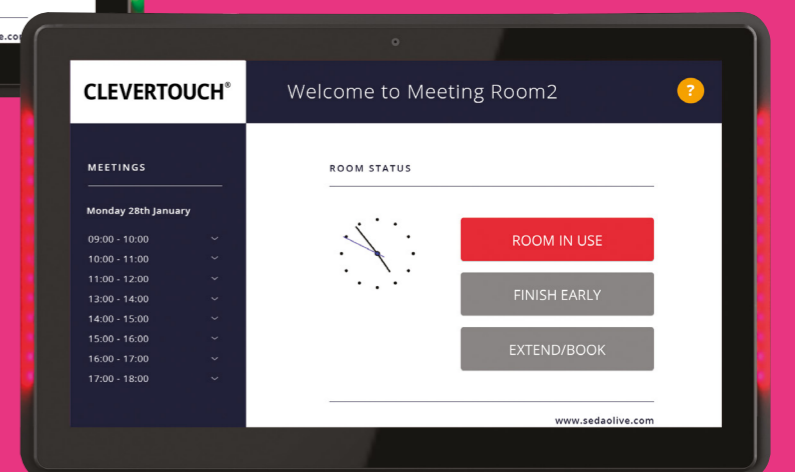 CLEVERTOUCH®
Welcome to Meeting Room2
?
MEETINGS
Monday 28th January
09:00 - 10:00
10:00 - 11:00
11:00 - 12:00
13:00 - 14:00
14:00 - 15:00
15:00 - 16:00
16:00 - 17:00
17:00 - 18:00
ROOM STATUS
ROOM IN USE
FINISH EARLY
EXTEND/BOOK
www.sedaolive.com